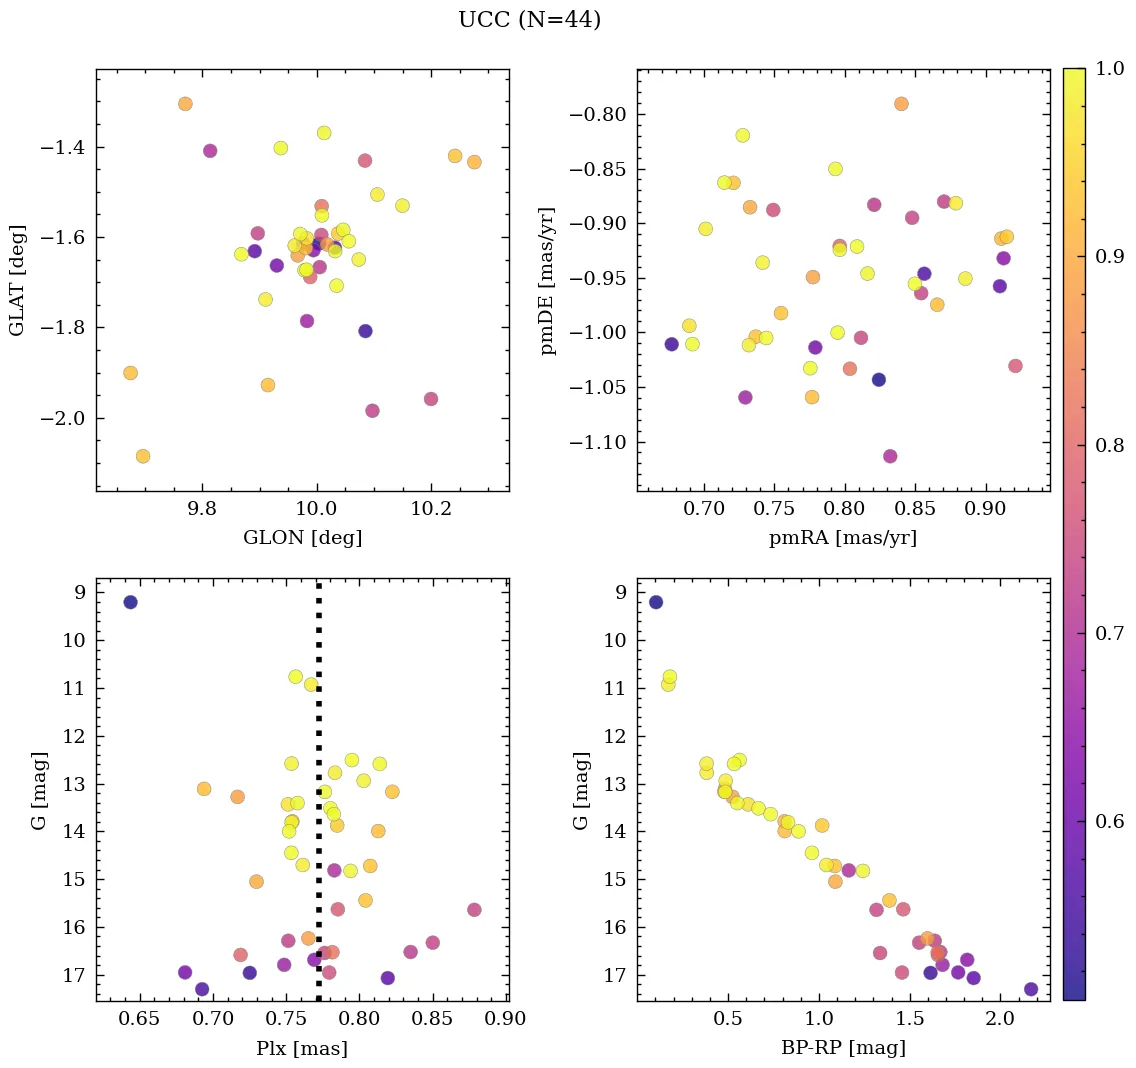 UCC (N=44)
−1.4
−1.6
−1.8
−2.0
GLAT [deg]
9.8 10.0 10.2
GLON [deg]
−0.80
−0.85
−0.90
−0.95
−1.00
−1.05
−1.10
pmDE [mas/yr]
0.70 0.75 0.80 0.85 0.90
pmRA [mas/yr]
9
10
11
12
13
14
15
16
17
G [mag]
0.65 0.70 0.75 0.80 0.85 0.90
Plx [mas]
9
10
11
12
13
14
15
16
17
G [mag]
0.5 1.0 1.5 2.0
BP-RP [mag]
1.0
0.9
0.8
0.7
0.6